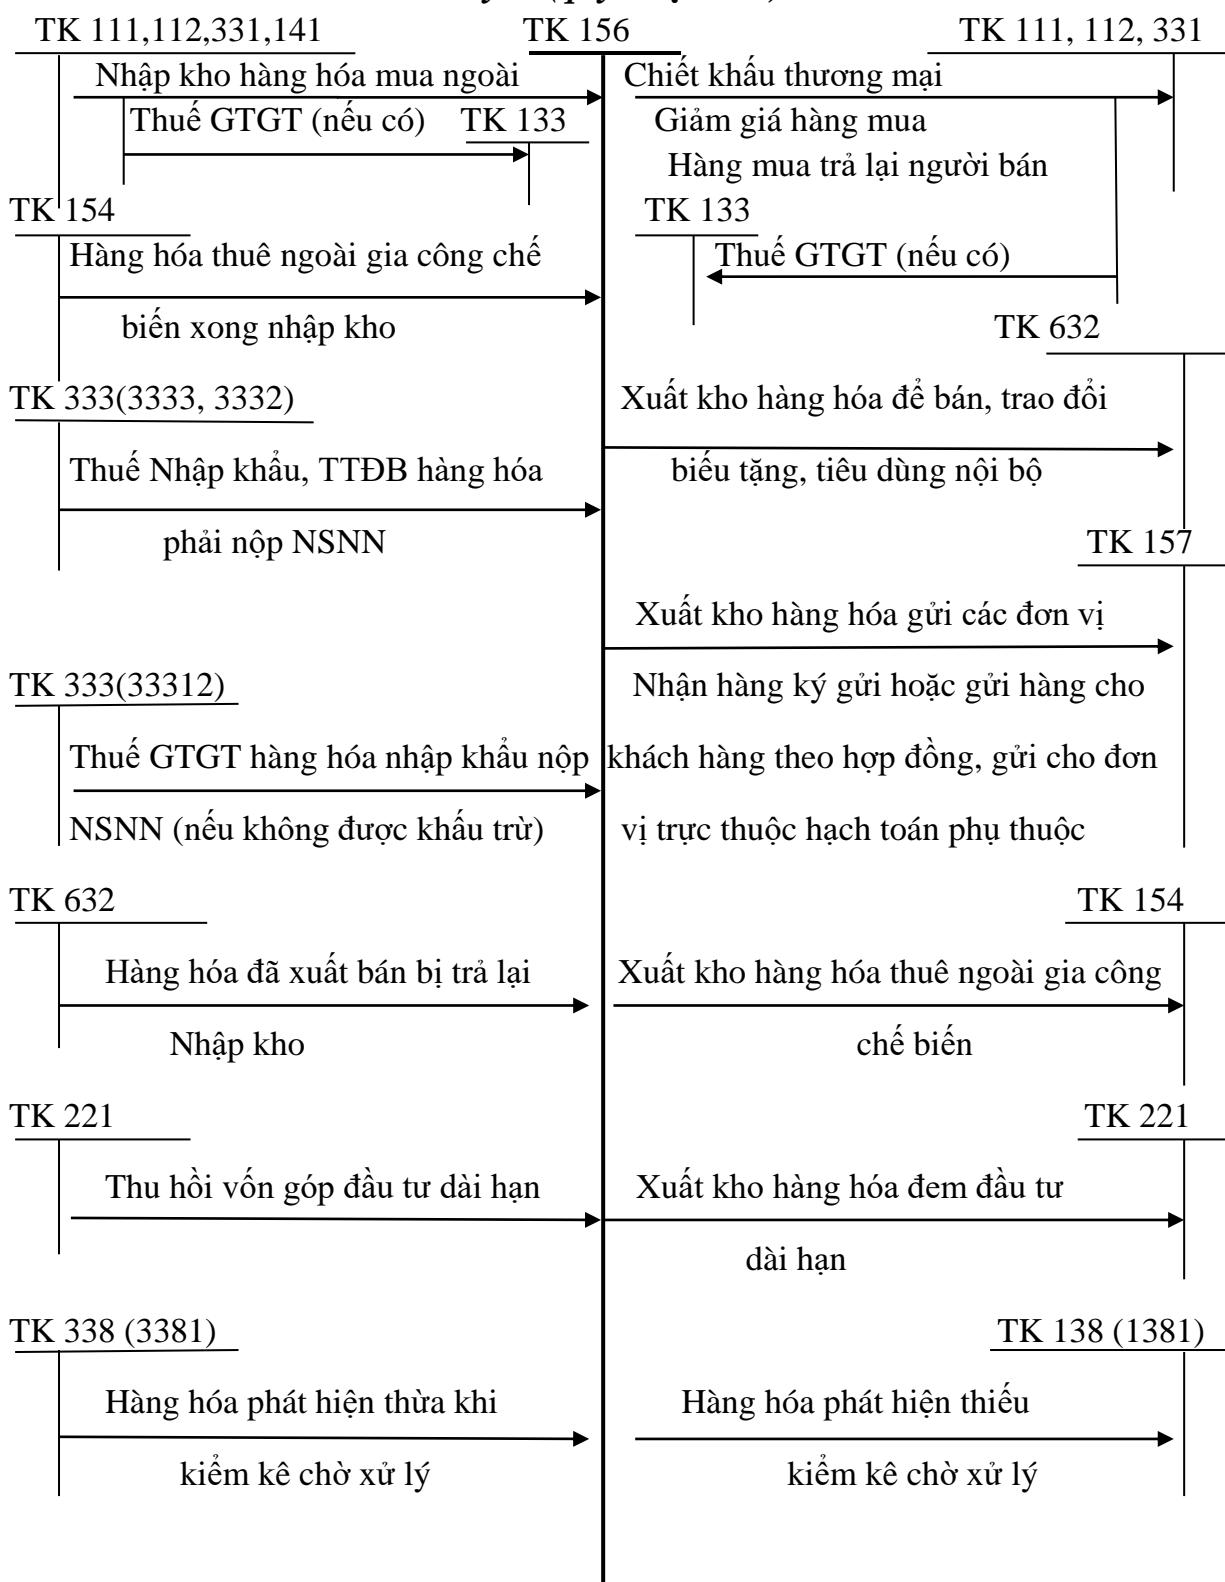 TK 111,112,331,141
TK 156
TK 111, 112, 331
Nhập kho hàng hóa mua ngoài
Chiết khấu thương mại
Thuế GTGT (nếu có)
TK 133
Giảm giá hàng mua
Hàng mua trả lại người bán
TK 154
TK 133
Hàng hóa thuê ngoài gia công chế
Thuế GTGT (nếu có)
biến xong nhập kho
TK 632
TK 333(3333, 3332)
Xuất kho hàng hóa để bán, trao đổi
Thuế Nhập khẩu, TTĐB hàng hóa
biếu tặng, tiêu dùng nội bộ
phải nộp NSNN
TK 157
Xuất kho hàng hóa gửi các đơn vị
TK 333(33312)
Nhận hàng ký gửi hoặc gửi hàng cho
Thuế GTGT hàng hóa nhập khẩu nộp
khách hàng theo hợp đồng, gửi cho đơn
NSNN (nếu không được khấu trừ)
vị trực thuộc hạch toán phụ thuộc
TK 632
TK 154
Hàng hóa đã xuất bán bị trả lại
Xuất kho hàng hóa thuê ngoài gia công
Nhập kho
chế biến
TK 221
TK 221
Thu hồi vốn góp đầu tư dài hạn
Xuất kho hàng hóa đem đầu tư
dài hạn
TK 338 (3381)
TK 138 (1381)
Hàng hóa phát hiện thừa khi
Hàng hóa phát hiện thiếu
kiểm kê chờ xử lý
kiểm kê chờ xử lý